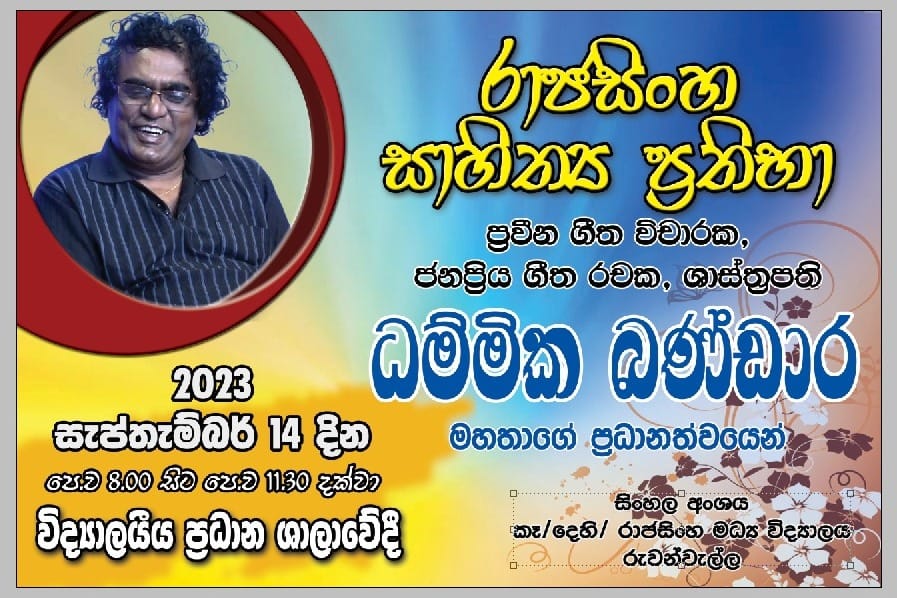 රාජසිංහ
සාහිත්‍ය ප්‍රතිභා
ප්‍රවීන ගීත විචාරක,
ජනප්‍රිය ගීත රචක, ශාස්ත්‍රපති
ධම්මික බණ්ඩාර
මහතාගේ ප්‍රධානත්වයෙන්
2023
සැප්තැම්බර් 14 දින
පෙ.ව 8.00 සිට පෙ.ව 11.30 දක්වා
විද්‍යාලයීය ප්‍රධාන ශාලාවේදී
සිංහල අංශය
කෑ/දෙහි/ රාජසිංහ මධ්‍ය විද්‍යාලය
රුවන්වැල්ල